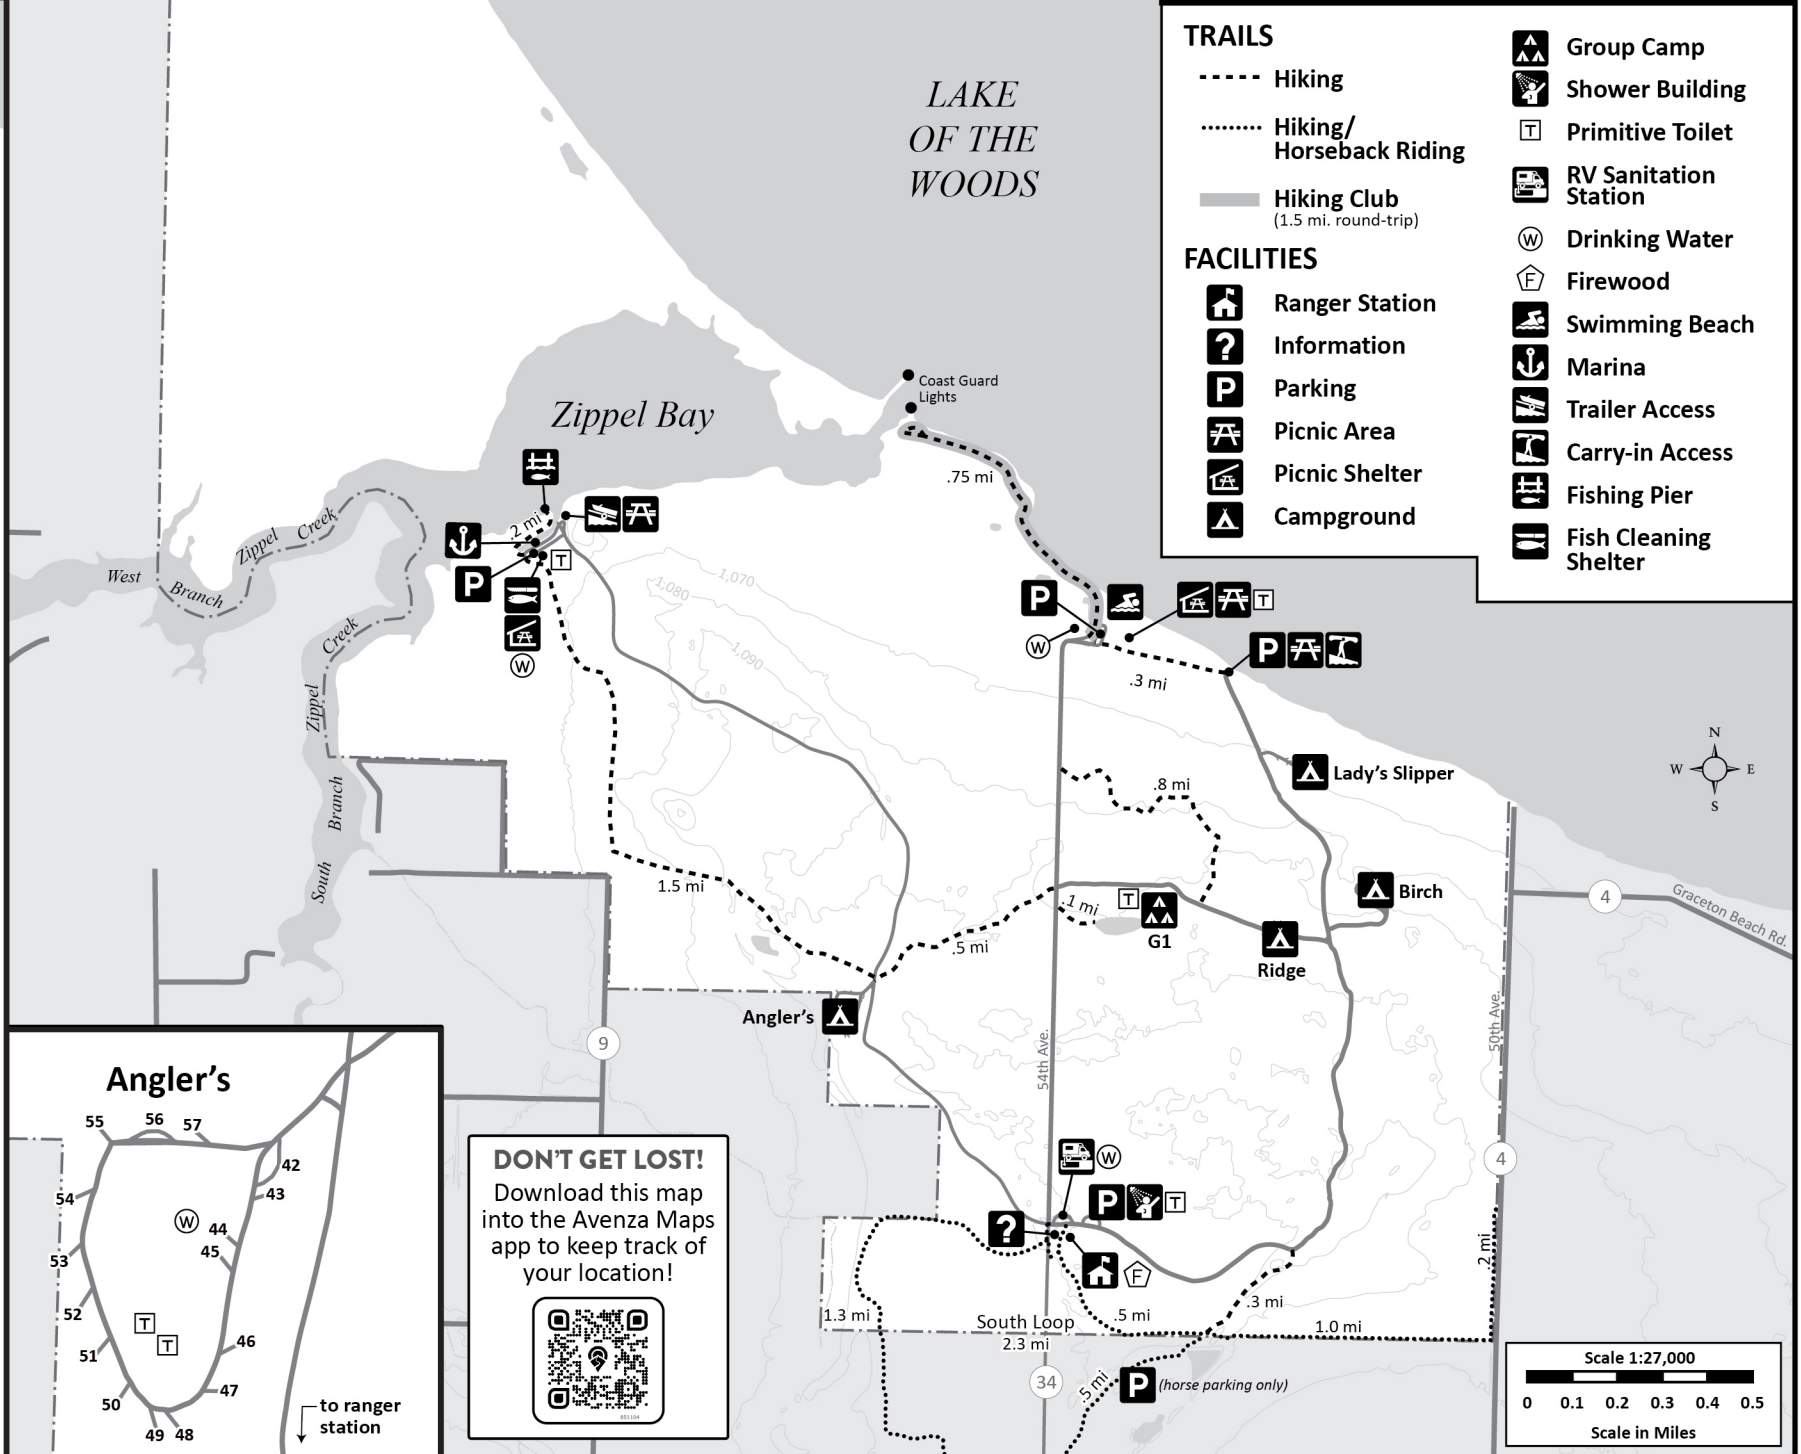 LAKE
OF THE
WOODS
TRAILS
Hiking
Hiking/
Horseback Riding
Hiking Club
(1.5 mi. round-trip)
FACILITIES
Ranger Station
?
Information
P
Parking
Picnic Area
Picnic Shelter
Campground
Group Camp
Shower Building
T
Primitive Toilet
RV Sanitation
Station
W
Drinking Water
F
Firewood
Swimming Beach
Marina
Trailer Access
Carry-in Access
Fishing Pier
Fish Cleaning
Shelter
Coast Guard
Lights
Zippel Bay
.75 mi
.2 mi
Zippel Creek
West Branch
T
P
W
1,070
1,080
1,090
P
W
T
P
.3 mi
Creek
Zippel
Branch
South
N
W E
S
Lady's Slipper
.8 mi
1.5 mi
.1 mi
T
G1
Birch
Ridge
4
Graceton Beach Rd.
.5 mi
Angler's
9
54th Ave.
50th Ave.
4
W
P
T
?
F
.2 mi
1.3 mi
South Loop
2.3 mi
.5 mi
.3 mi
1.0 mi
34
.5 mi
P
(horse parking only)
Angler's
55
56
57
42
43
54
W
44
45
53
52
T
T
46
51
47
50
49
48
to ranger
station
DON'T GET LOST!
Download this map
into the Avenza Maps
app to keep track of
your location!
Scale 1:27,000
0 0.1 0.2 0.3 0.4 0.5
Scale in Miles